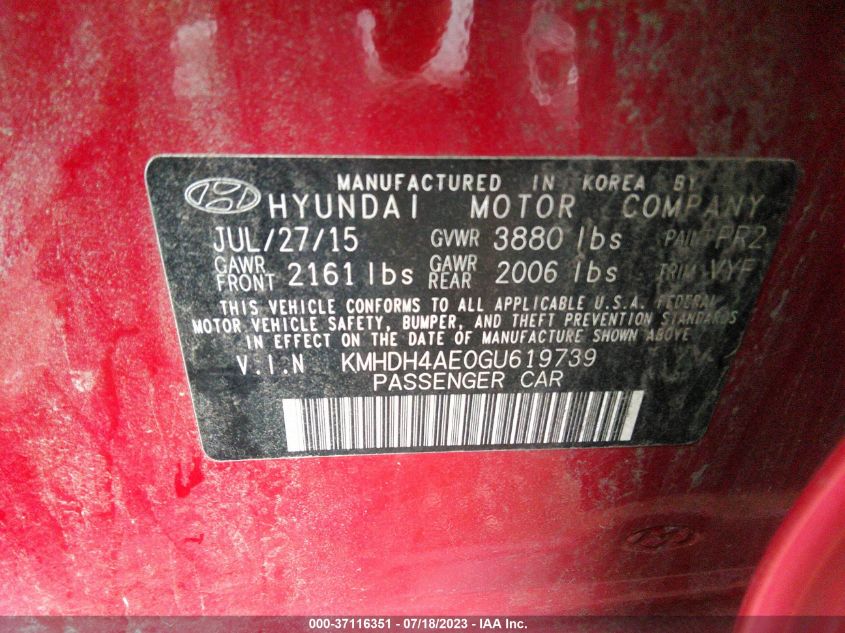 MANUFACTURED IN KOREA BY
HYUNDAI MOTOR COMPANY
JUL/27/15 GVWR 3880 lbs PAINT PR2
GAWR FRONT 2161 lbs GAWR REAR 2006 lbs TRIM VYF
THIS VEHICLE CONFORMS TO ALL APPLICABLE U.S.A. FEDERAL
MOTOR VEHICLE SAFETY, BUMPER, AND THEFT PREVENTION STANDARDS
IN EFFECT ON THE DATE OF MANUFACTURE SHOWN ABOVE
V.I.N KMHDH4AE0GU619739
PASSENGER CAR
000-37116351 - 07/18/2023 - IAA Inc.